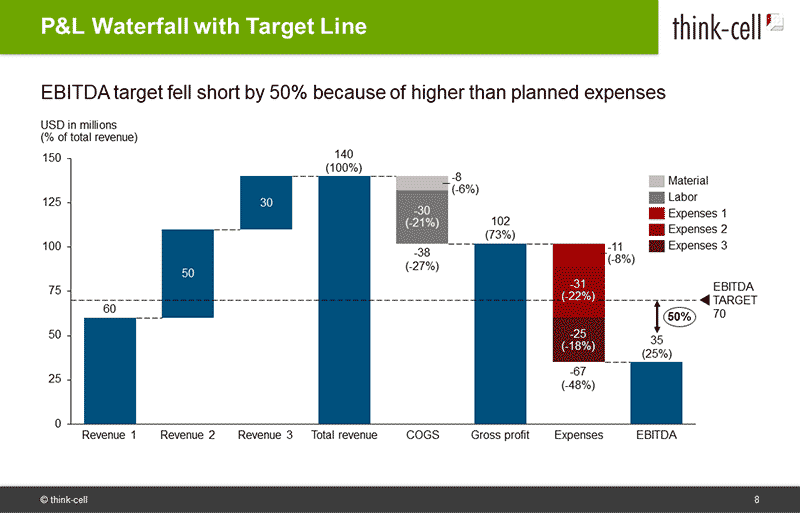 P&L Waterfall with Target Line
think-cell
EBITDA target fell short by 50% because of higher than planned expenses
USD in millions
(% of total revenue)
150
125
100
75
50
25
0
60
50
30
140
(100%)
-8
(-6%)
-30
(-21%)
-38
(-27%)
102
(73%)
-11
(-8%)
-31
(-22%)
-25
(-18%)
-67
(-48%)
35
(25%)
50%
Material
Labor
Expenses 1
Expenses 2
Expenses 3
EBITDA
TARGET
70
Revenue 1
Revenue 2
Revenue 3
Total revenue
COGS
Gross profit
Expenses
EBITDA
© think-cell
8